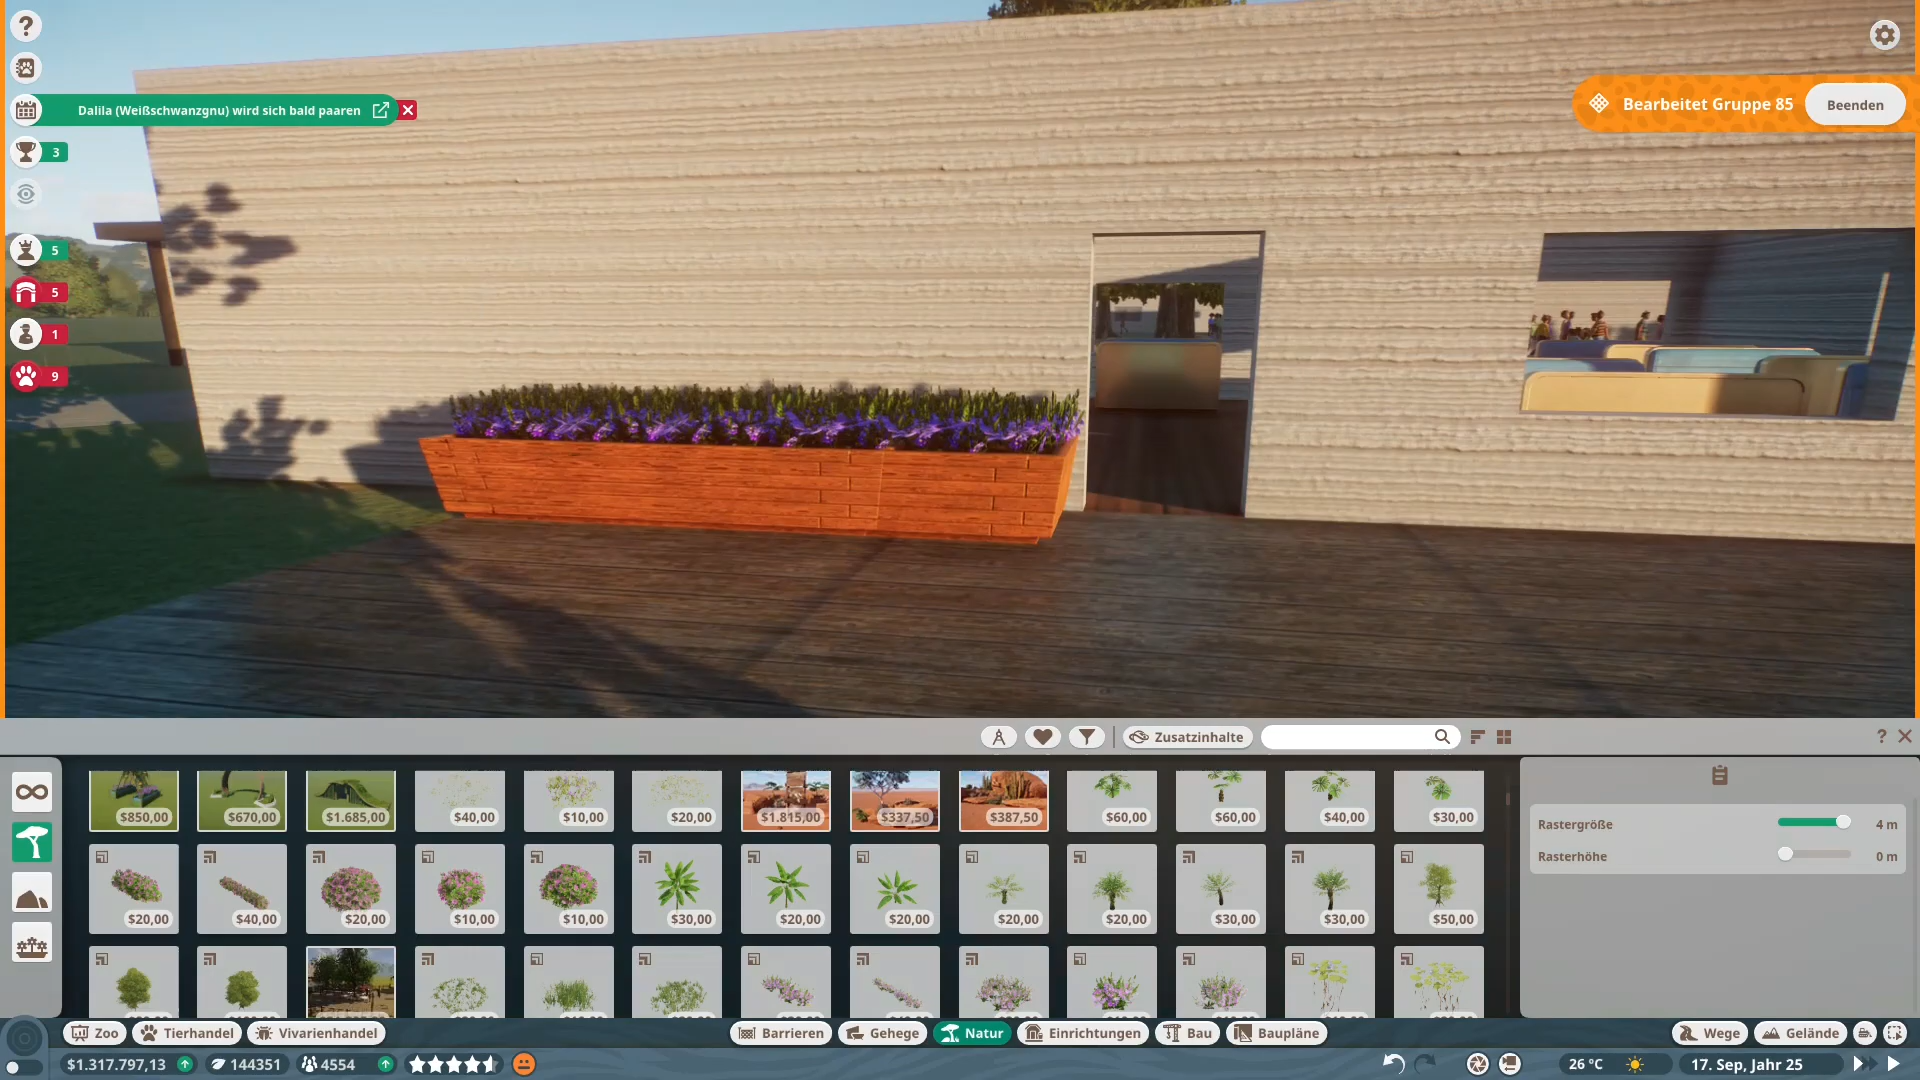 ?
Dalila (Weißschwanzgnu) wird sich bald paaren
3
5
5
1
9
Bearbeitet Gruppe 85
Beenden
Zusatzinhalte
?
$850,00
$670,00
$1.685,00
$40,00
$10,00
$20,00
$1.815,00
$337,50
$387,50
$60,00
$60,00
$40,00
$30,00
$20,00
$40,00
$20,00
$10,00
$10,00
$30,00
$20,00
$20,00
$20,00
$20,00
$30,00
$30,00
$50,00
Rastergröße
4 m
Rasterhöhe
0 m
Zoo
Tierhandel
Vivarienhandel
Barrieren
Gehege
Natur
Einrichtungen
Bau
Baupläne
Wege
Gelände
$1.317.797,13
144351
4554
26 °C
17. Sep, Jahr 25